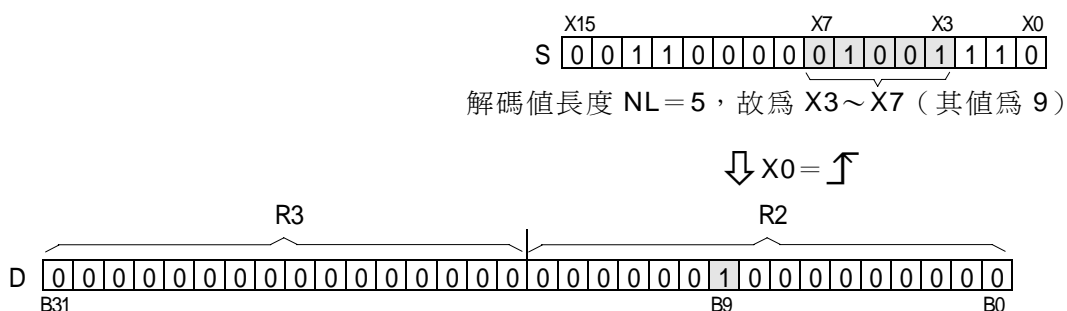 X15 X7 X3 X0
S 0 0 1 1 0 0 0 0 0 1 0 0 1 1 1 0
解碼值長度 NL=5,故爲 X3~X7(其值爲 9)
X0=
R3 R2
D 0 0 0 0 0 0 0 0 0 0 0 0 0 0 0 0 0 0 0 0 0 0 1 0 0 0 0 0 0 0 0 0
B31 B9 B0